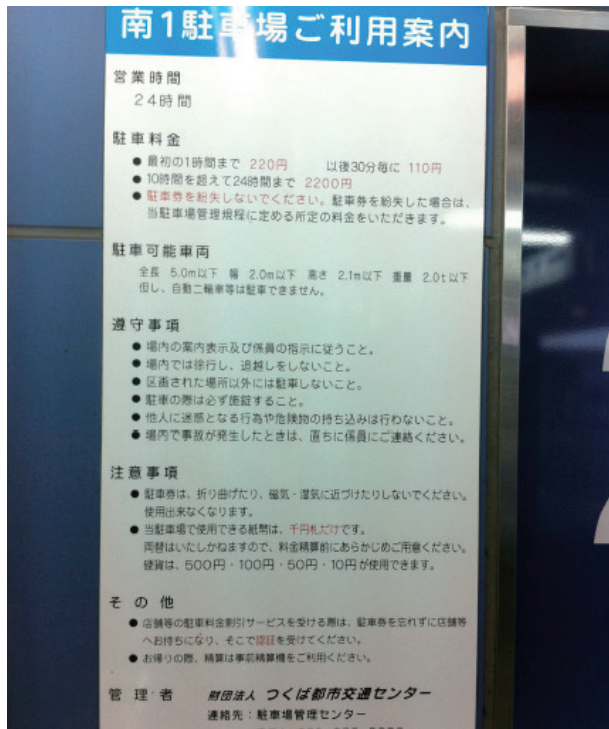 南1駐車場ご利用案内
営業時間
24時間
駐車料金
● 最初の1時間まで 220円 以後30分毎に 110円
● 10時間を超えて24時間まで 2200円
● 駐車券を紛失しないでください。駐車券を紛失した場合は、
当駐車場管理規程に定める所定の料金をいただきます。
駐車可能車両
全長 5.0m以下 幅 2.0m以下 高さ 2.1m以下 重量 2.0t以下
但し、自動二輪車等は駐車できません。
遵守事項
● 場内の案内表示及び係員の指示に従うこと。
● 場内では徐行し、追越しをしないこと。
● 区画された場所以外には駐車しないこと。
● 駐車の際は必ず施錠すること。
● 他人に迷惑となる行為や危険物の持ち込みは行わないこと。
● 場内で事故が発生したときは、直ちに係員にご連絡ください。
注意事項
● 駐車券は、折り曲げたり、磁気・湿気に近づけたりしないでください。
使用出来なくなります。
● 当駐車場で使用できる紙幣は、千円札だけです。
両替はいたしかねますので、料金精算前にあらかじめご用意ください。
硬貨は、500円・100円・50円・10円が使用できます。
その他
● 店舗等の駐車料金割引サービスを受ける際は、駐車券を忘れずに店舗等
へお持ちになり、そこで認証を受けてください。
● お帰りの際、精算は事前精算機をご利用ください。
管理者 財団法人 つくば都市交通センター
連絡先：駐車場管理センター